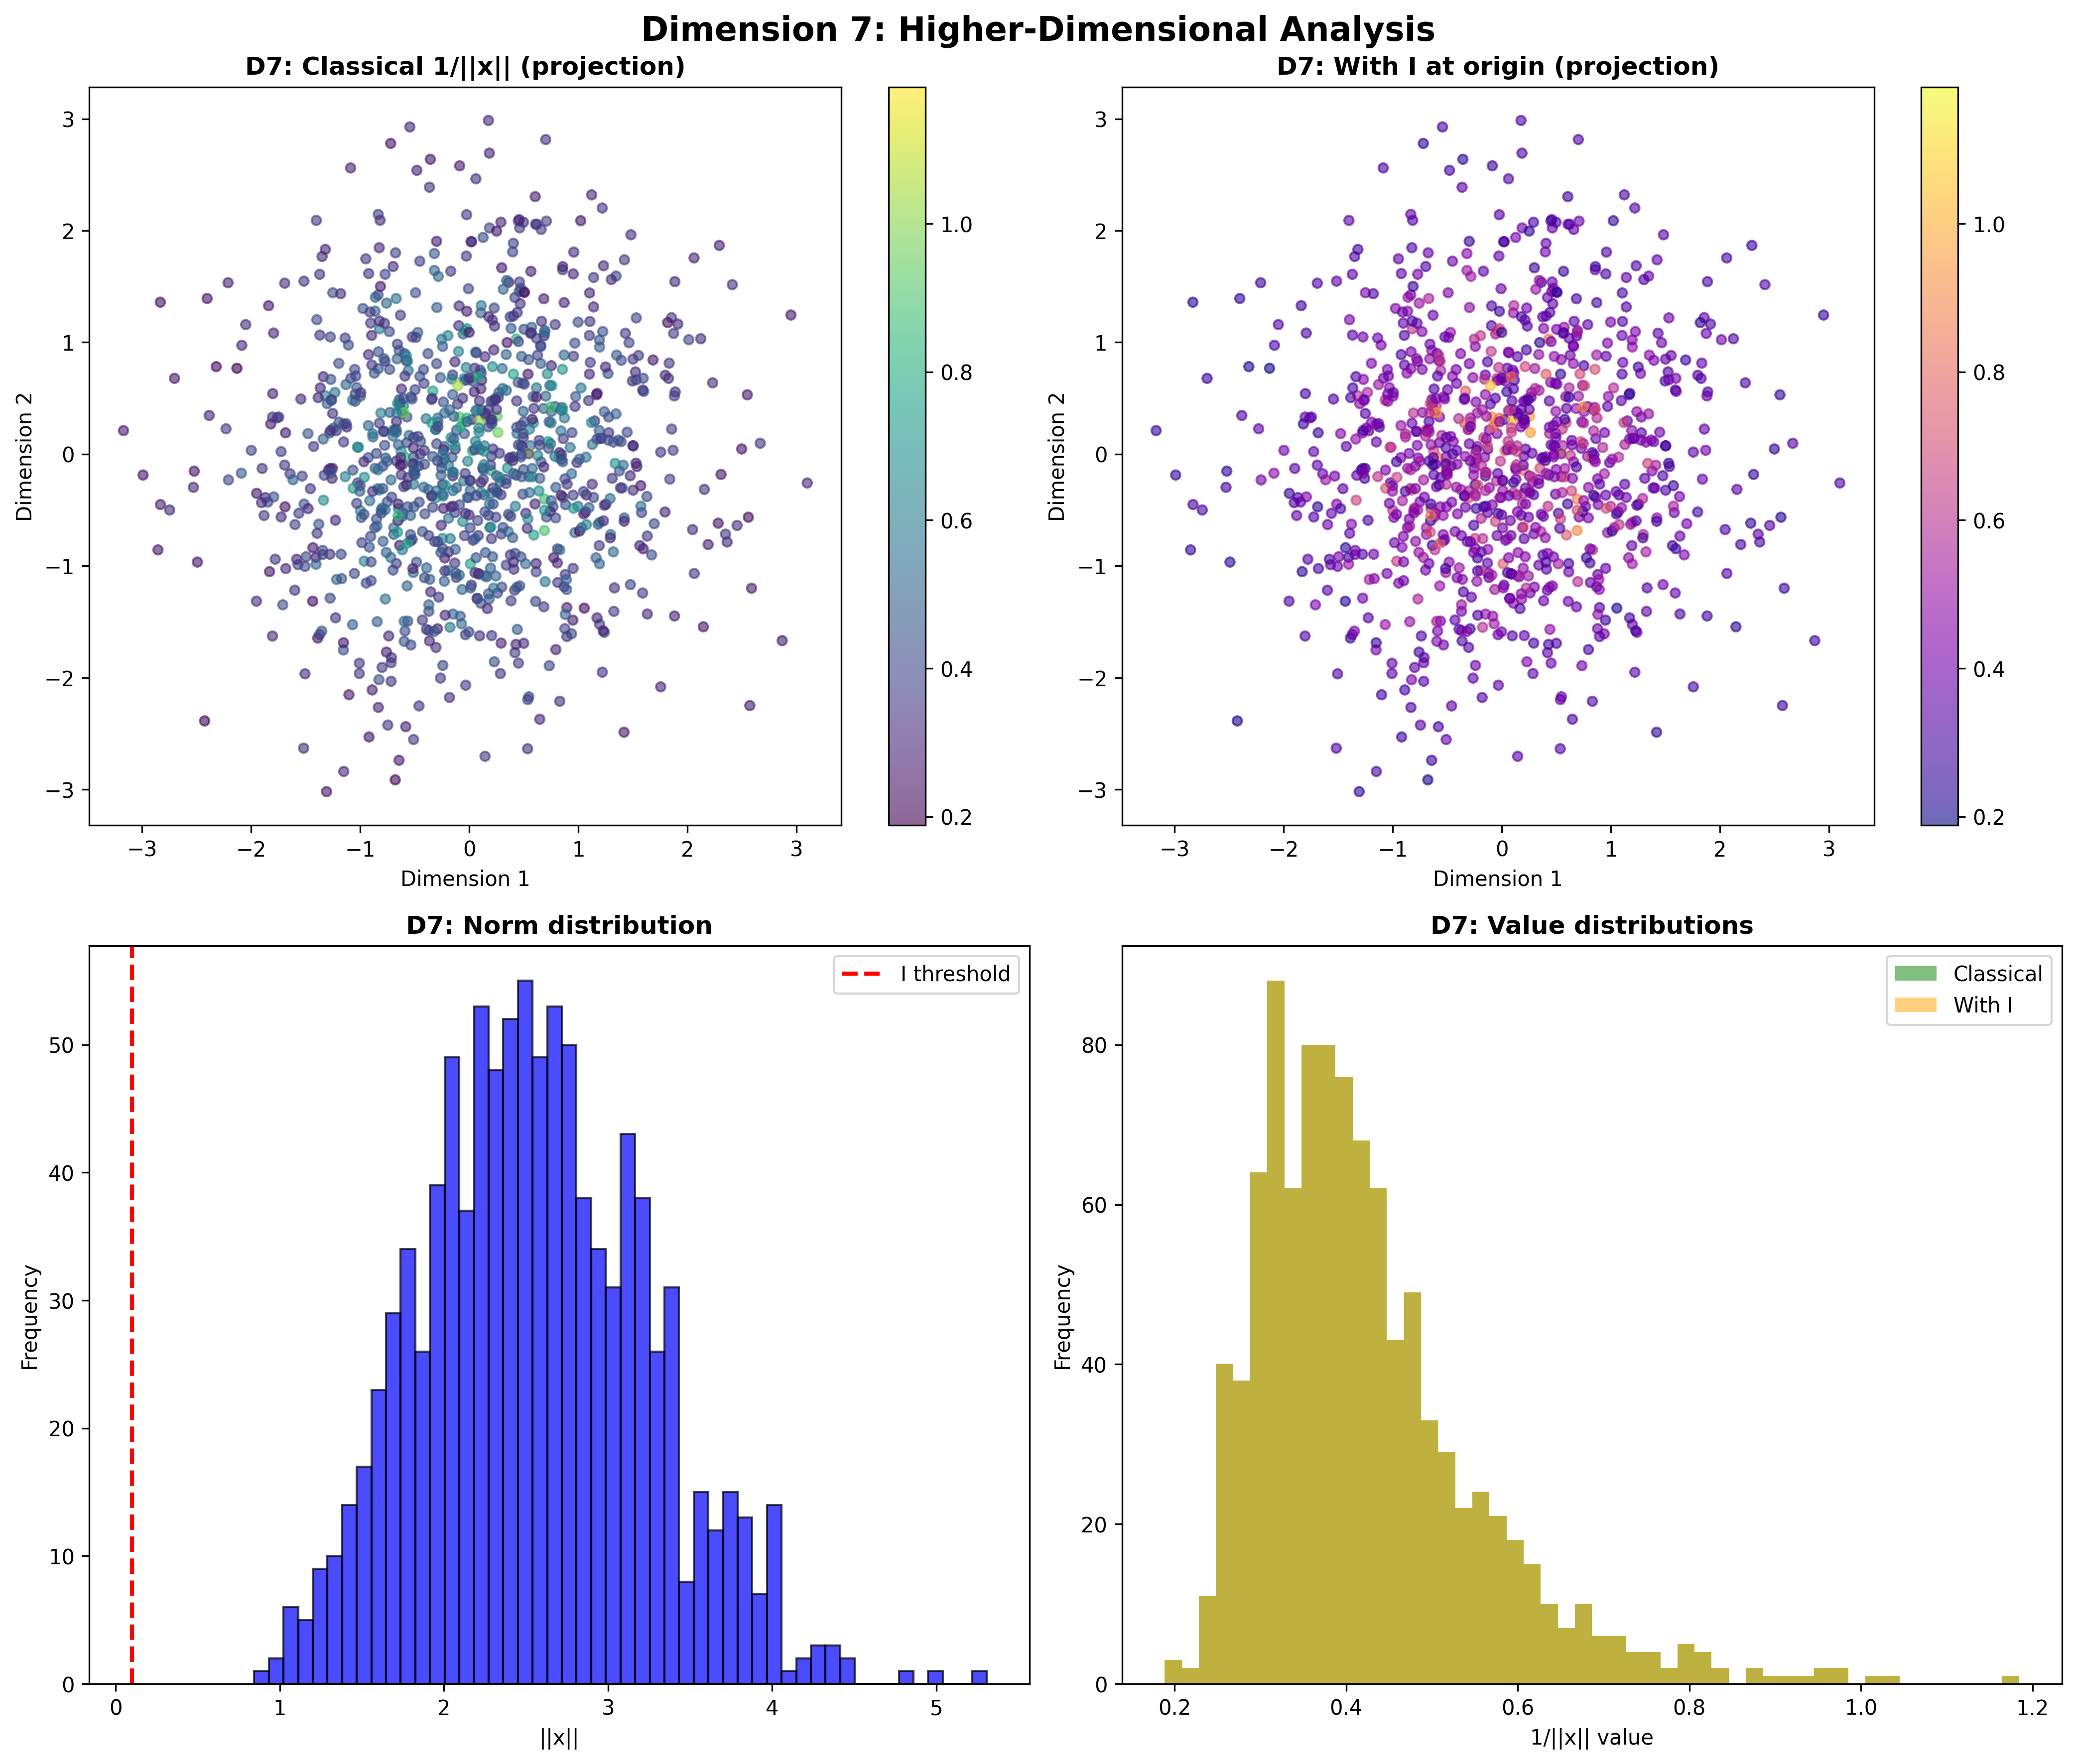 Dimension 7: Higher-Dimensional Analysis
D7: Classical 1/||x|| (projection)
3
2
1
0
−1
−2
−3
Dimension 2
−3 −2 −1 0 1 2 3
Dimension 1
1.0
0.8
0.6
0.4
0.2
D7: With I at origin (projection)
3
2
1
0
−1
−2
−3
Dimension 2
−3 −2 −1 0 1 2 3
Dimension 1
1.0
0.8
0.6
0.4
0.2
D7: Norm distribution
I threshold
50
40
30
20
10
0
Frequency
0 1 2 3 4 5
||x||
D7: Value distributions
Classical
With I
80
60
40
20
0
Frequency
0.2 0.4 0.6 0.8 1.0 1.2
1/||x|| value